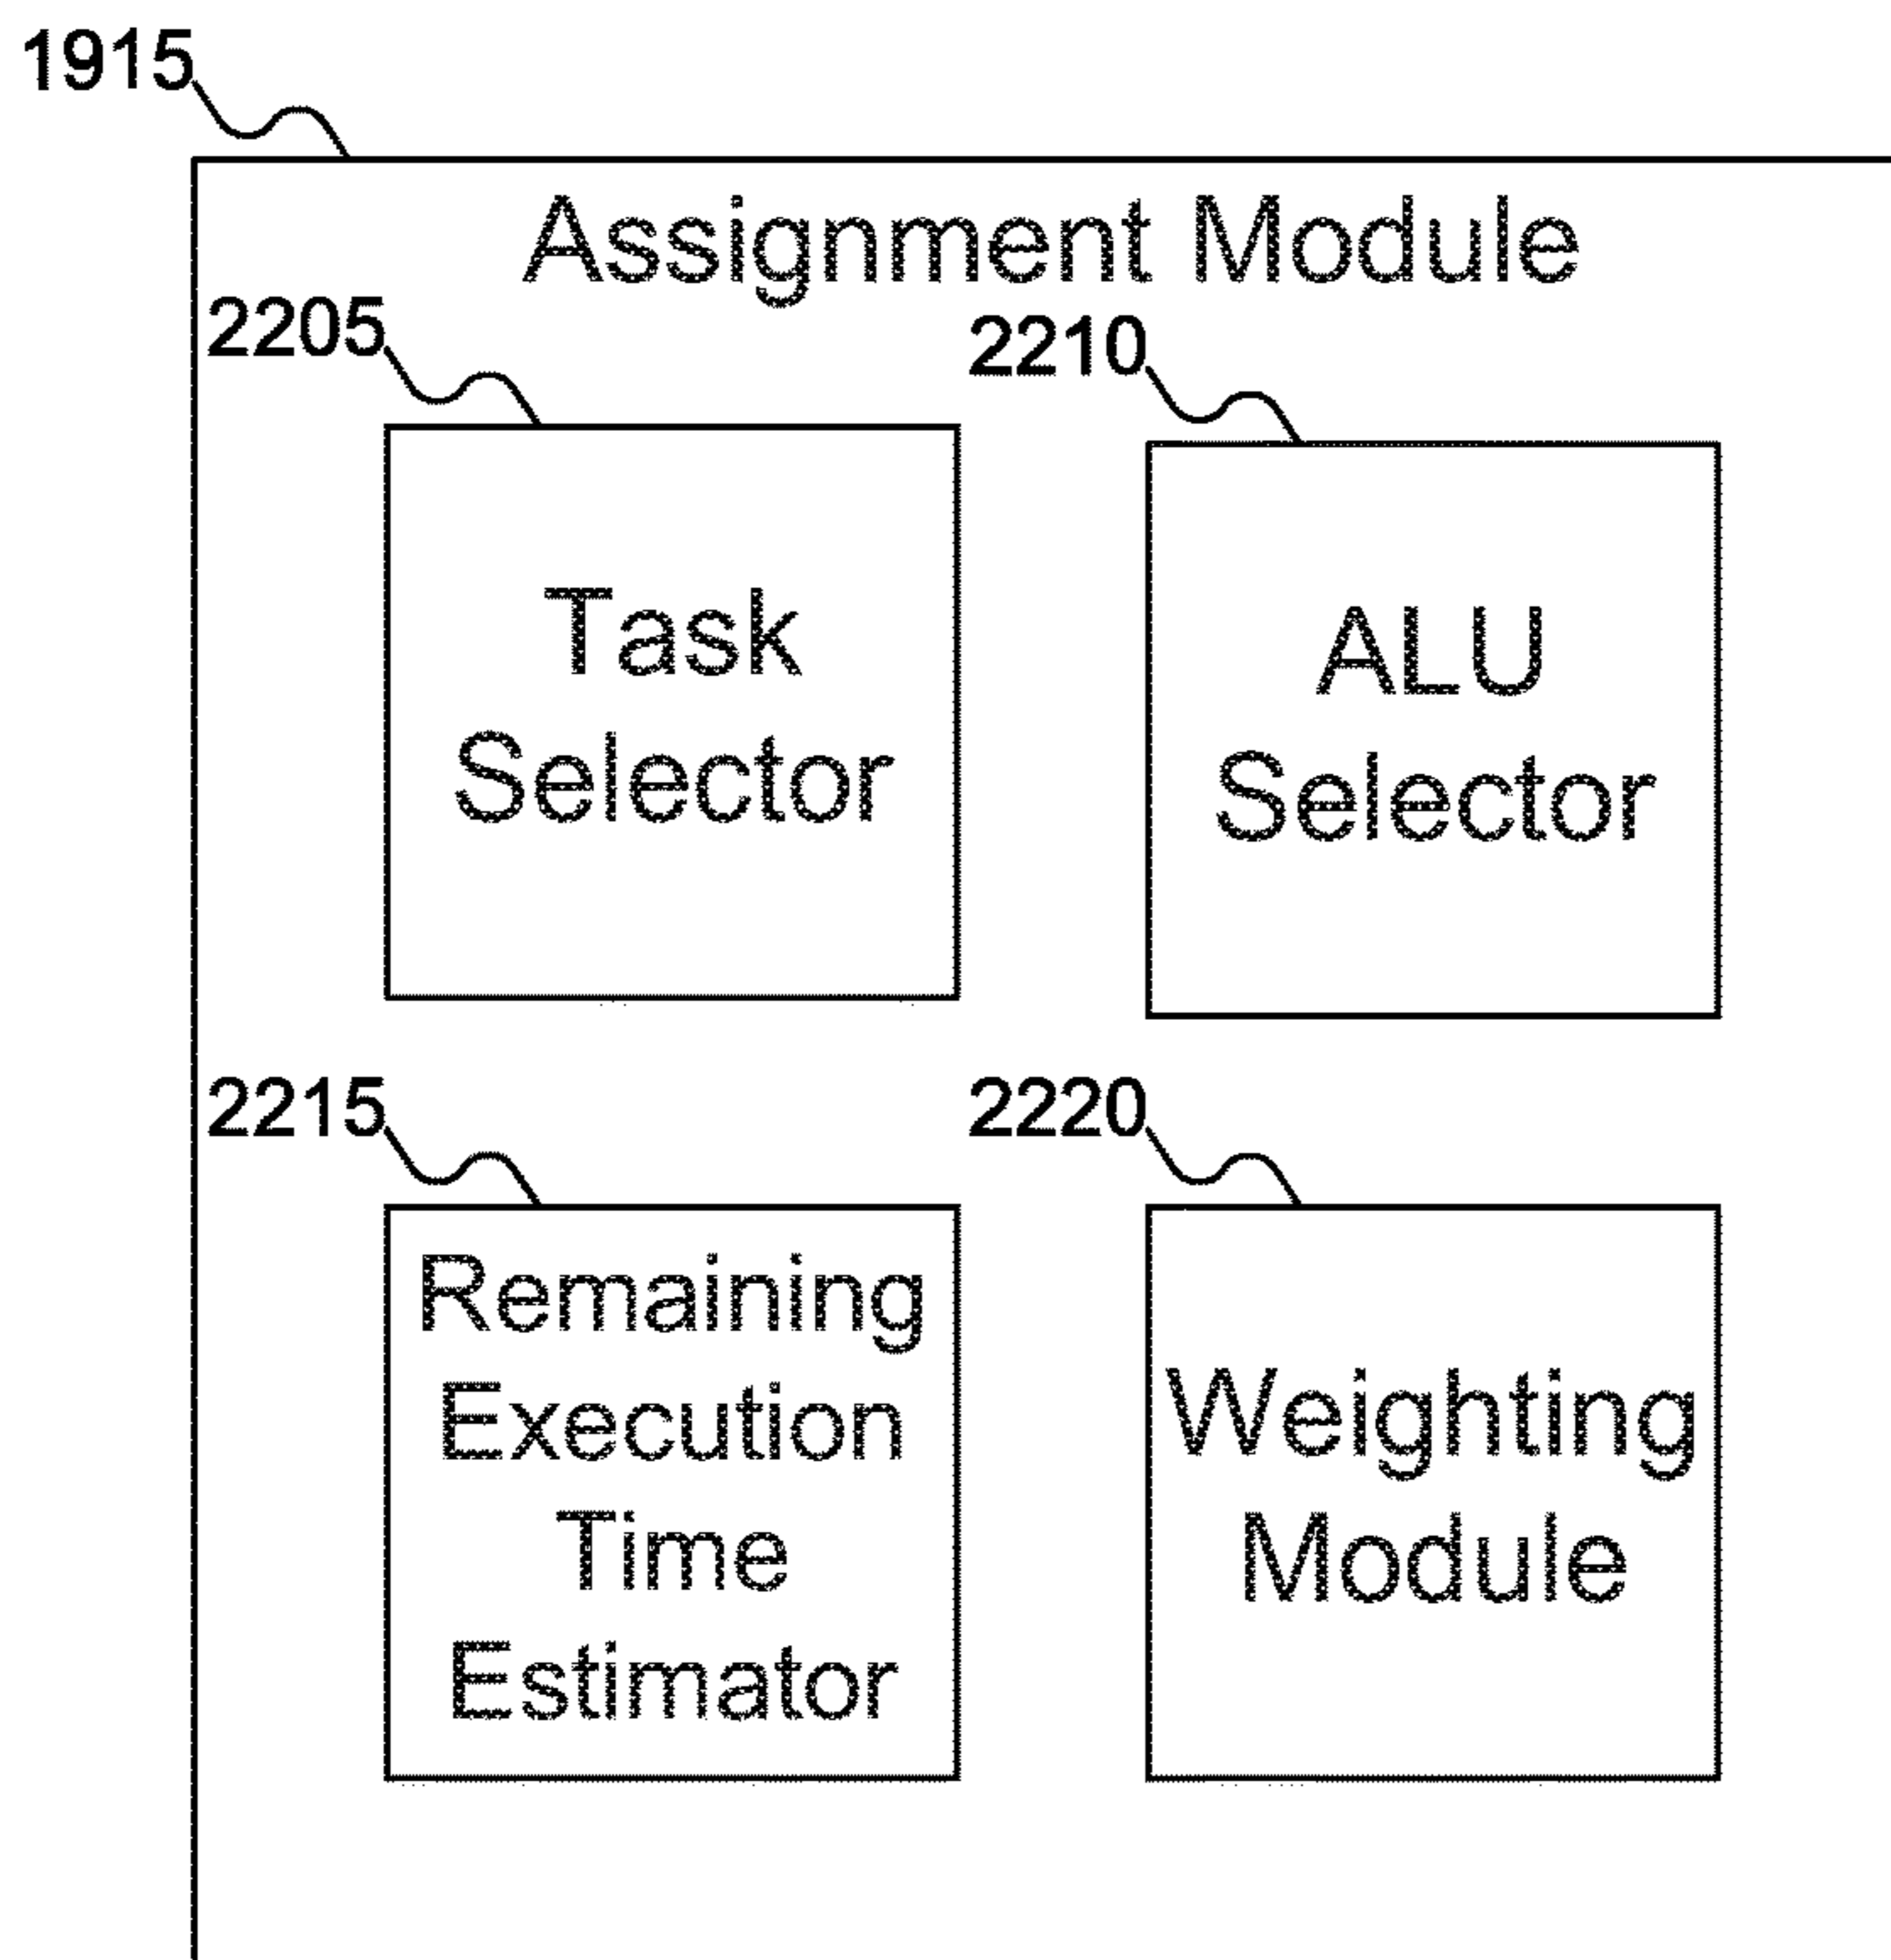 1915
Assignment Module
2205
2210
Task
Selector
ALU
Selector
2215
2220
Remaining
Execution
Time
Estimator
Weighting
Module